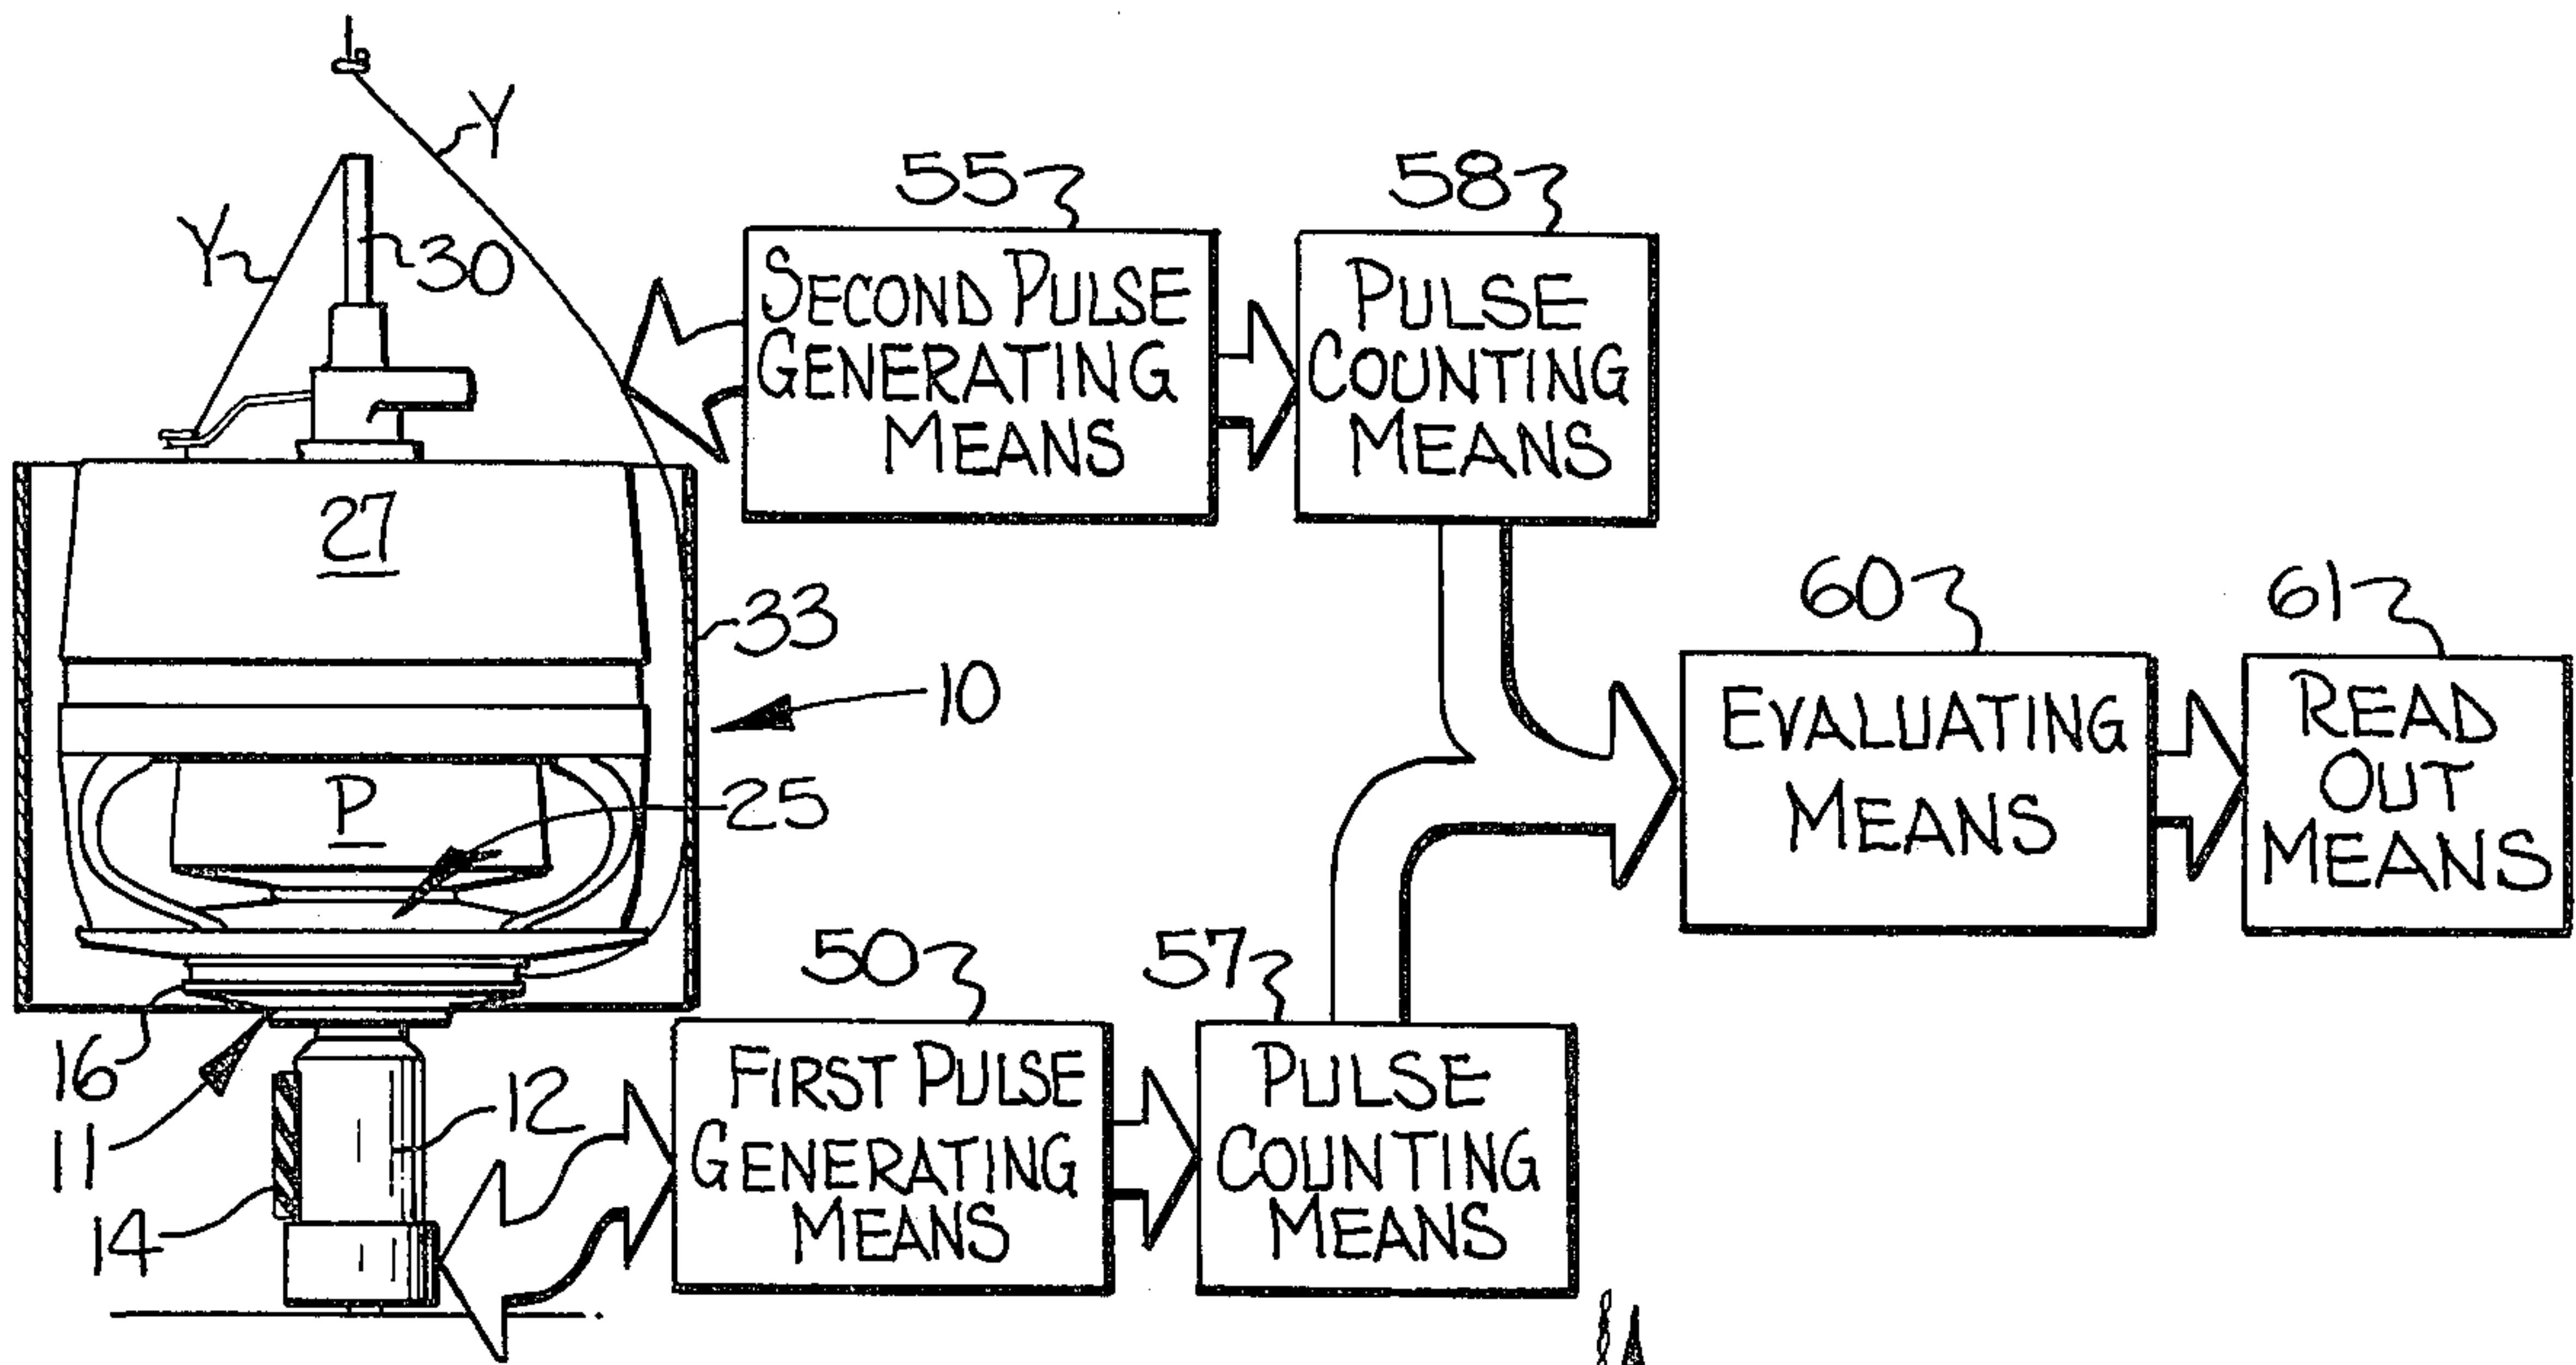 Y
Y
30
55
SECOND PULSE
GENERATING
MEANS
58
PULSE
COUNTING
MEANS
27
33
10
P
25
60
EVALUATING
MEANS
61
READ
OUT
MEANS
16
11
14
12
50
FIRST PULSE
GENERATING
MEANS
57
PULSE
COUNTING
MEANS